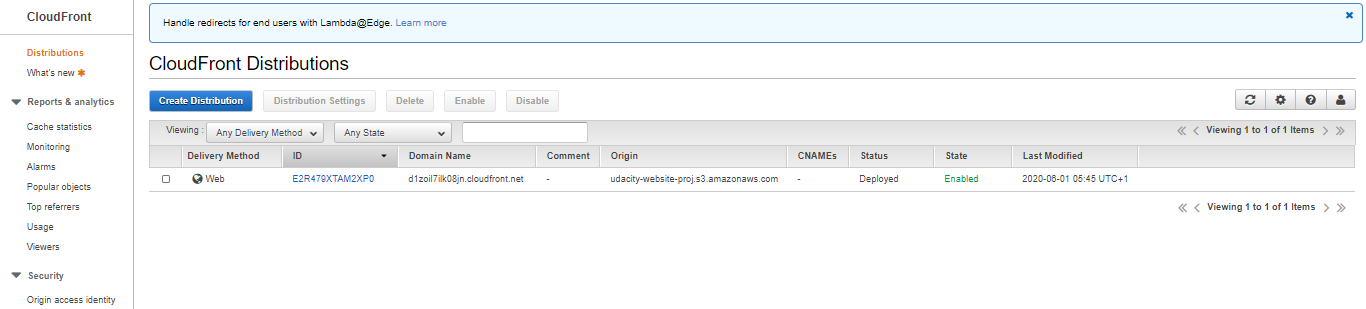 CloudFront
Distributions
What's new
Reports & analytics
Cache statistics
Monitoring
Alarms
Popular objects
Top referrers
Usage
Viewers
Security
Origin access identity
Handle redirects for end users with Lambda@Edge. Learn more
CloudFront Distributions
Create Distribution Distribution Settings Delete Enable Disable
Viewing : Any Delivery Method Any State Viewing 1 to 1 of 1 Items
Delivery Method ID Domain Name Comment Origin CNAMEs Status State Last Modified
Web E2R479XTAM2XP0 d1zoil7ilk08jn.cloudfront.net - udacity-website-proj.s3.amazonaws.com - Deployed Enabled 2020-06-01 05:45 UTC+1
Viewing 1 to 1 of 1 Items